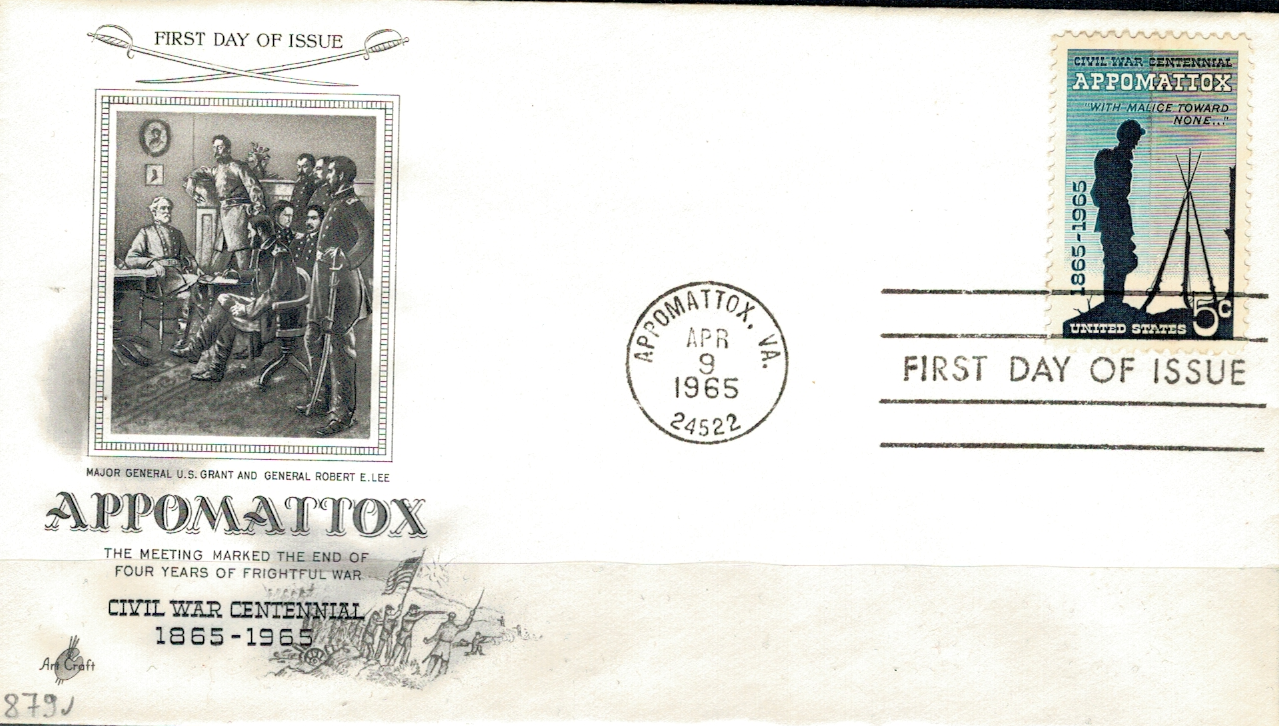 FIRST DAY OF ISSUE
MAJOR GENERAL U.S. GRANT AND GENERAL ROBERT E. LEE
APPOMATTOX
THE MEETING MARKED THE END OF
FOUR YEARS OF FRIGHTFUL WAR
CIVIL WAR CENTENNIAL
1865-1965
Art Craft
879
APPOMATTOX, VA.
APR
9
1965
24522
CIVIL WAR CENTENNIAL
APPOMATTOX
"WITH MALICE TOWARD
NONE..."
1865-1965
UNITED STATES 5c
FIRST DAY OF ISSUE